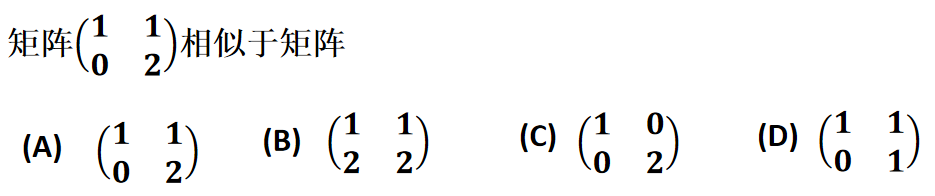 矩阵(1 1
0 2)相似于矩阵
(A) (1 1
0 2) (B) (1 1
2 2) (C) (1 0
0 2) (D) (1 1
0 1)